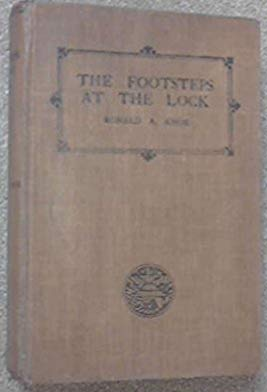 THE FOOTSTEPS
AT THE LOCK
RONALD A. KNOX